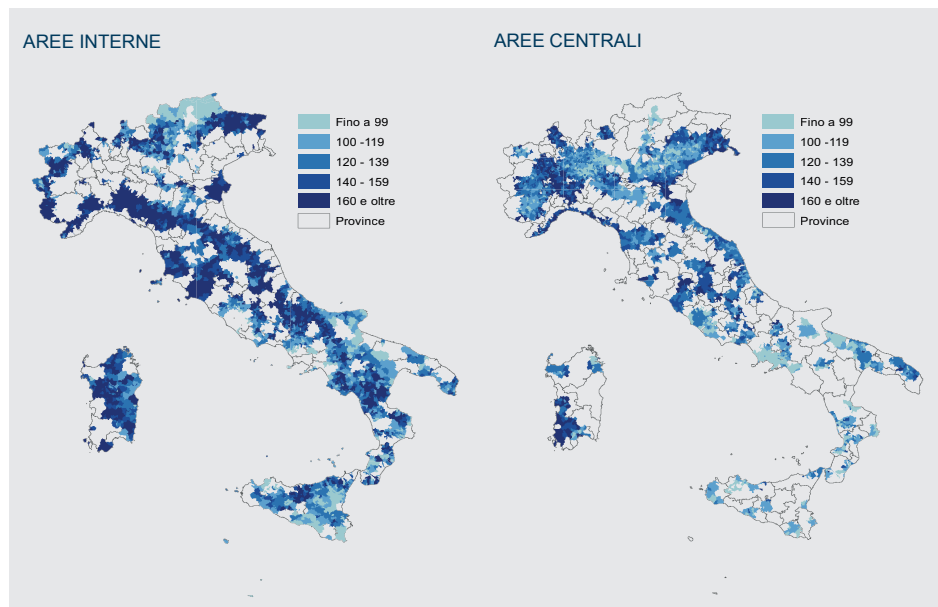 AREE INTERNE
Fino a 99
100 -119
120 - 139
140 - 159
160 e oltre
Province
AREE CENTRALI
Fino a 99
100 -119
120 - 139
140 - 159
160 e oltre
Province